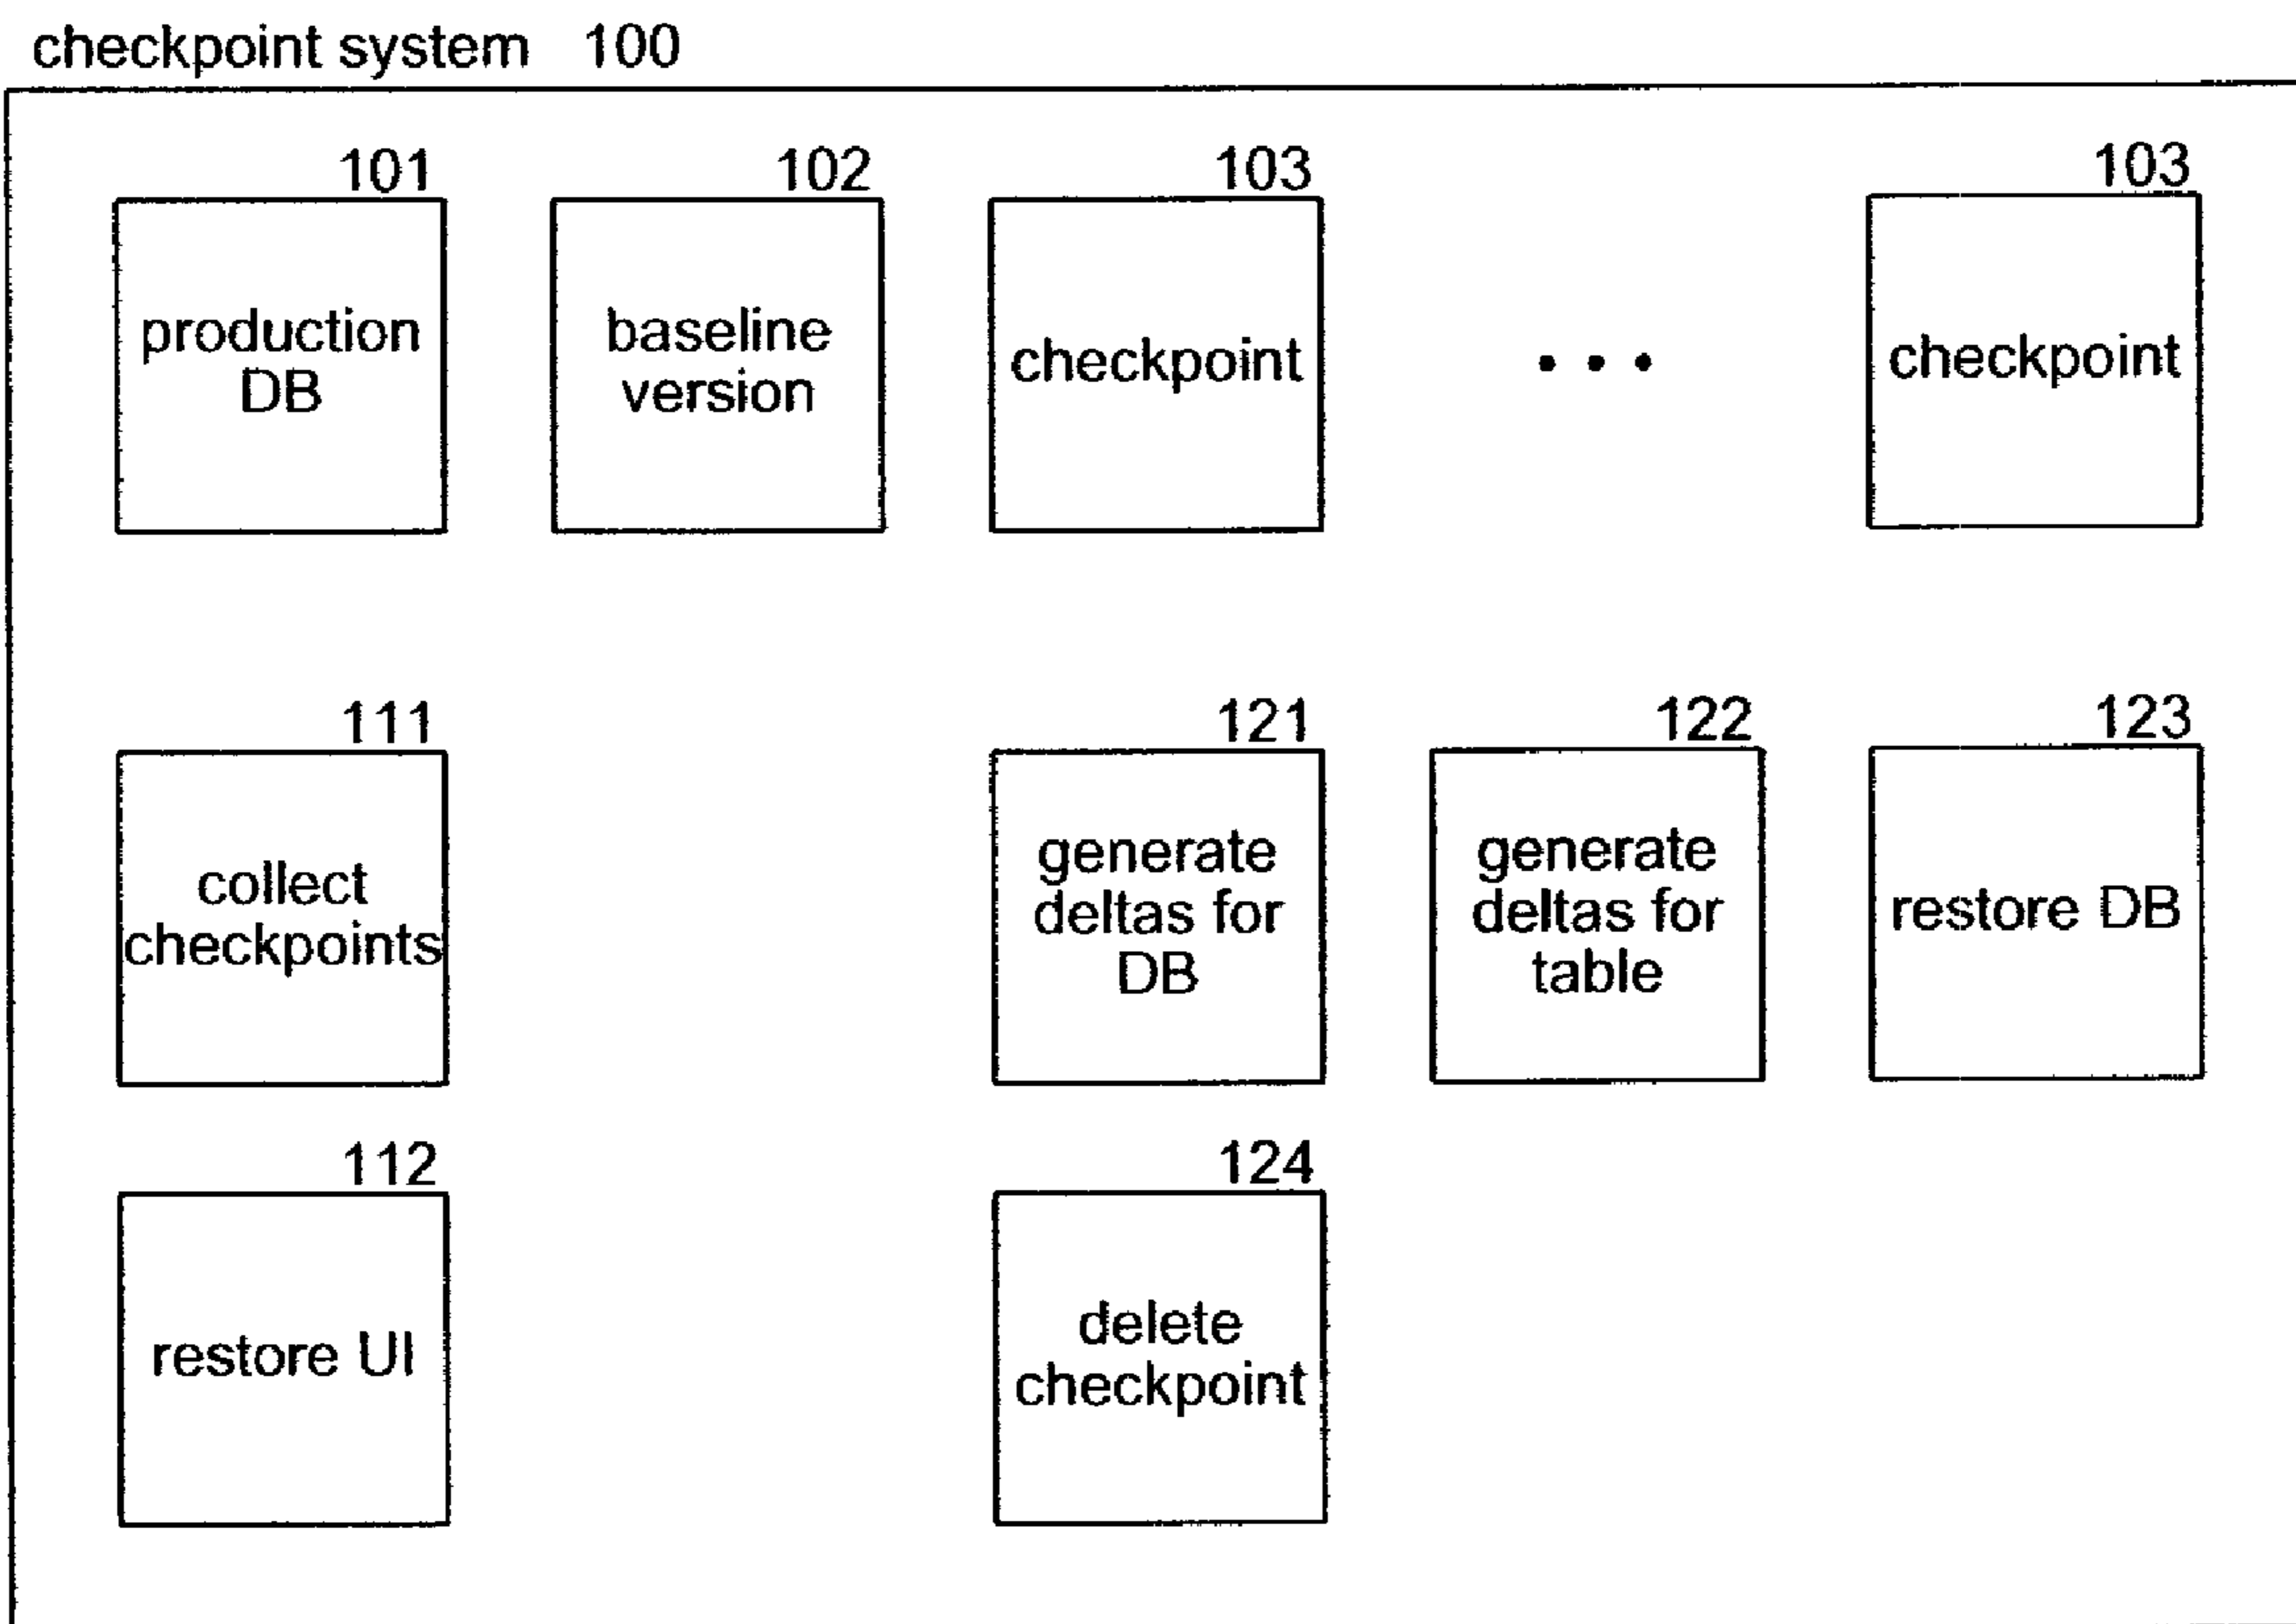 checkpoint system 100
101
102
103
103
production
DB
baseline
version
checkpoint
• • •
checkpoint
111
121
122
123
collect
checkpoints
generate
deltas for
DB
generate
deltas for
table
restore DB
112
124
restore UI
delete
checkpoint